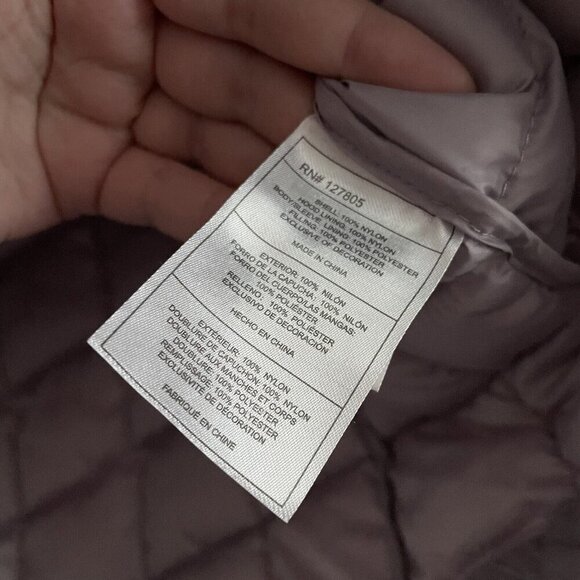 RN# 127805
SHELL: 100% NYLON
HOOD LINING: 100% NYLON
BODY/SLEEVE LINING: 100% POLYESTER
FILLING: 100% POLYESTER
EXCLUSIVE OF DECORATION
MADE IN CHINA
EXTERIOR: 100% NILÓN
FORRO DE LA CAPUCHA: 100% NILÓN
FORRO DEL CUERPO/LAS MANGAS:
100% POLIÉSTER
RELLENO: 100% POLIÉSTER
EXCLUSIVO DE DECORACIÓN
HECHO EN CHINA
EXTÉRIEUR: 100% NYLON
DOUBLURE DE CAPUCHON: 100% NYLON
DOUBLURE AUX MANCHES ET CORPS
DOUBLURE: 100% POLYESTER
REMPLISSAGE: 100% POLYESTER
EXCLUSIVITÉ DE DÉCORATION
FABRIQUÉ EN CHINE